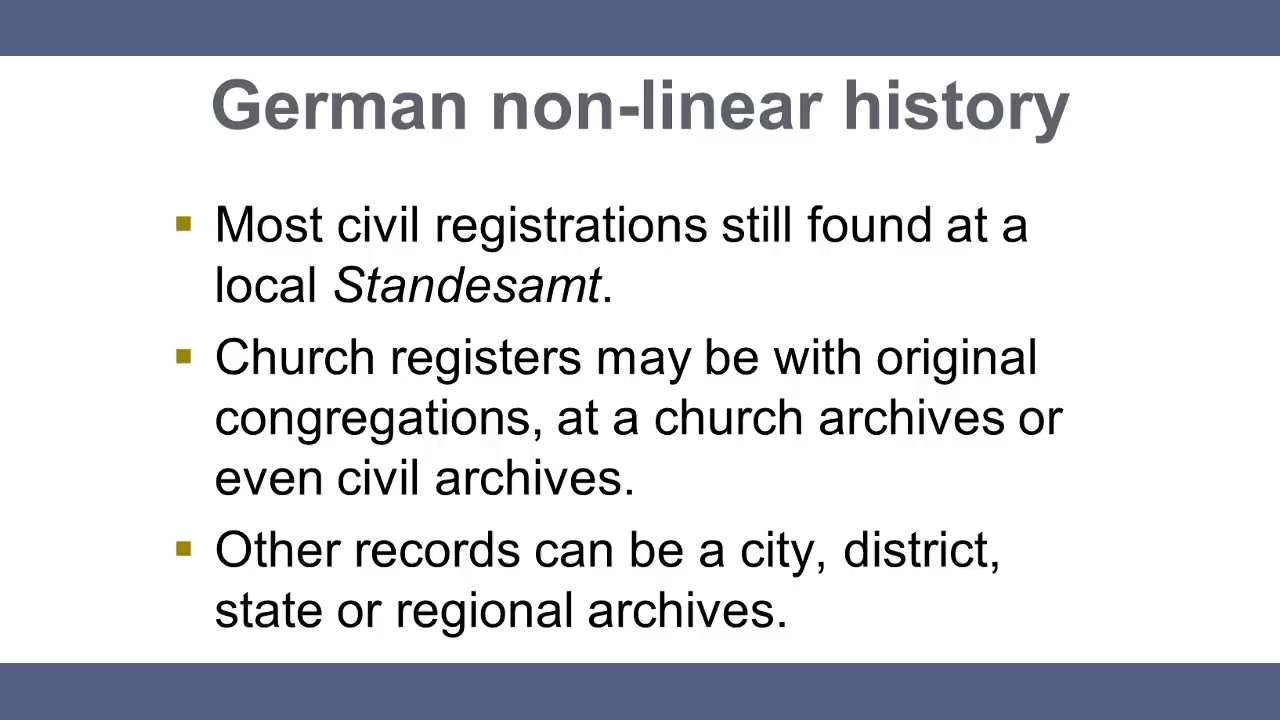 German non-linear history
Most civil registrations still found at a
local Standesamt.
Church registers may be with original
congregations, at a church archives or
even civil archives.
Other records can be a city, district,
state or regional archives.